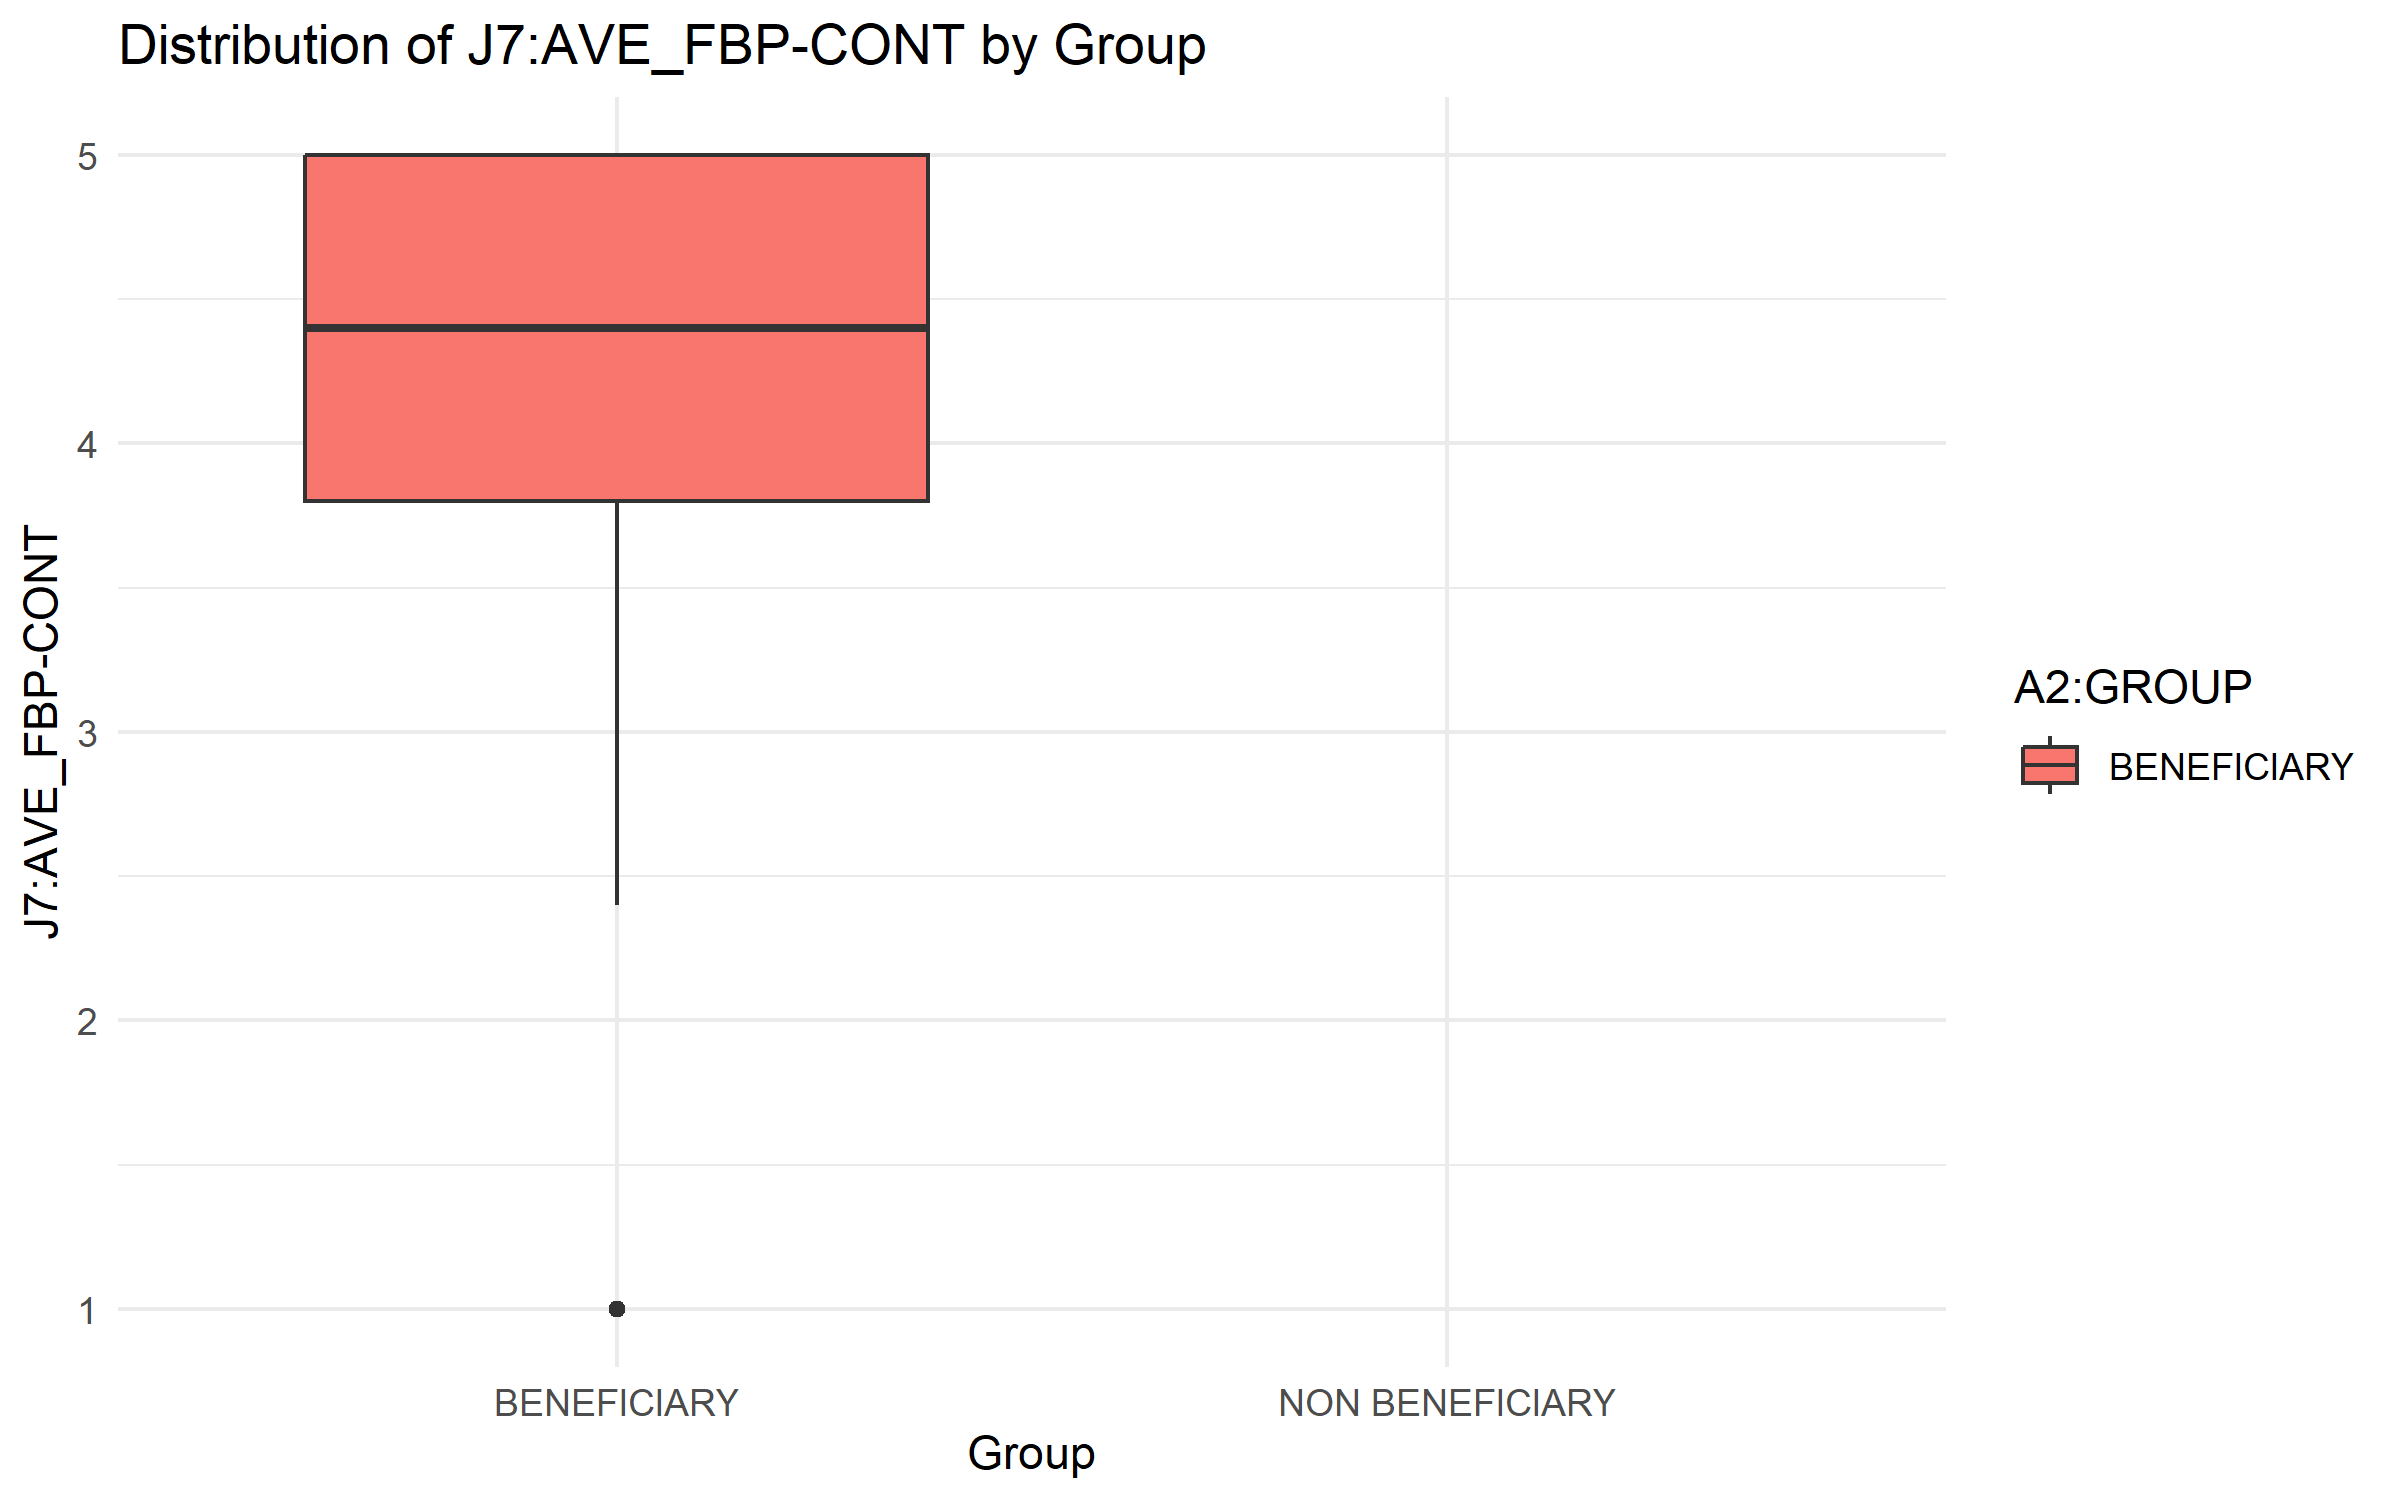 Distribution of J7:AVE_FBP-CONT by Group
J7:AVE_FBP-CONT
5
4
3
2
1
BENEFICIARY
NON BENEFICIARY
Group
A2:GROUP
BENEFICIARY